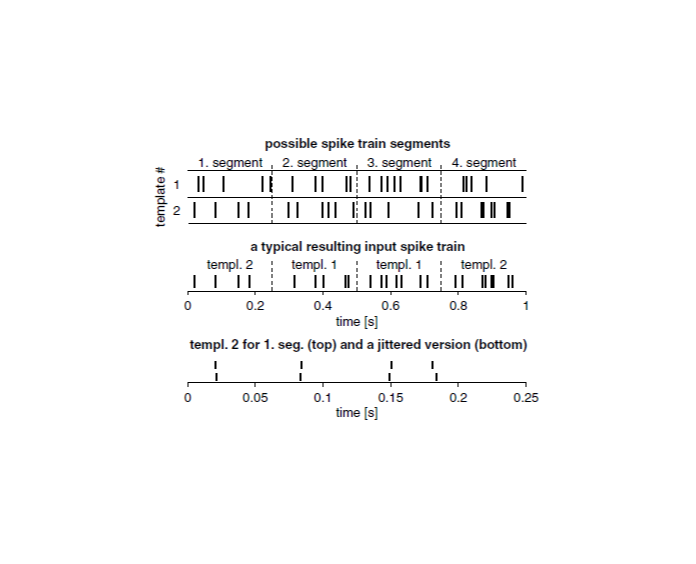 possible spike train segments
1. segment 2. segment 3. segment 4. segment
template #
1
2
a typical resulting input spike train
templ. 2 templ. 1 templ. 1 templ. 2
0 0.2 0.4 0.6 0.8 1
time [s]
templ. 2 for 1. seg. (top) and a jittered version (bottom)
0 0.05 0.1 0.15 0.2 0.25
time [s]